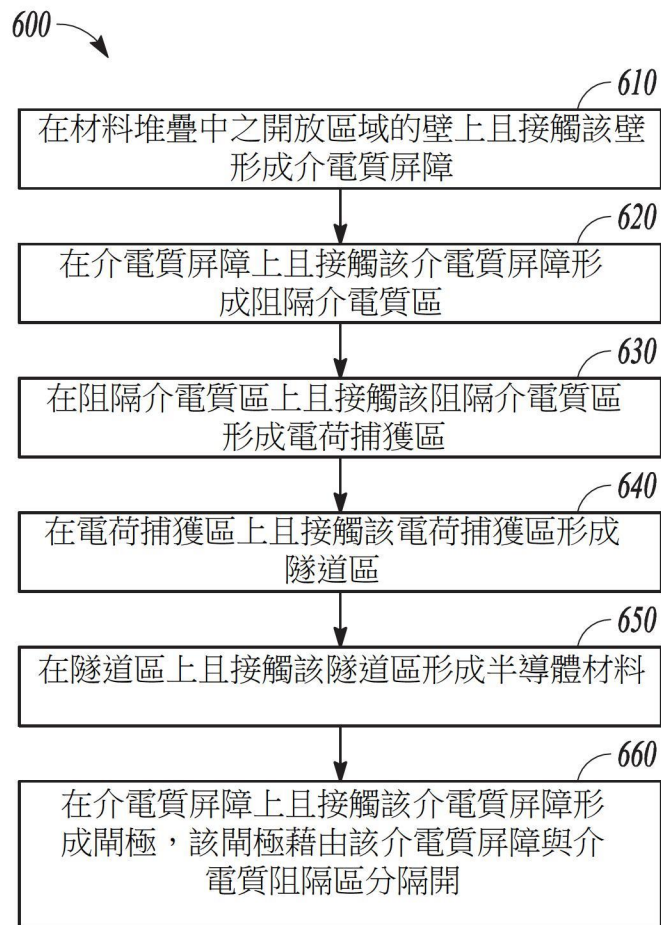 600
610
在材料堆疊中之開放區域的壁上且接觸該壁
形成介電質屏障
620
在介電質屏障上且接觸該介電質屏障形
成阻隔介電質區
630
在阻隔介電質區上且接觸該阻隔介電質區
形成電荷捕獲區
640
在電荷捕獲區上且接觸該電荷捕獲區形成
隧道區
650
在隧道區上且接觸該隧道區形成半導體材料
660
在介電質屏障上且接觸該介電質屏障形
成閘極，該閘極藉由該介電質屏障與介
電質阻隔區分隔開